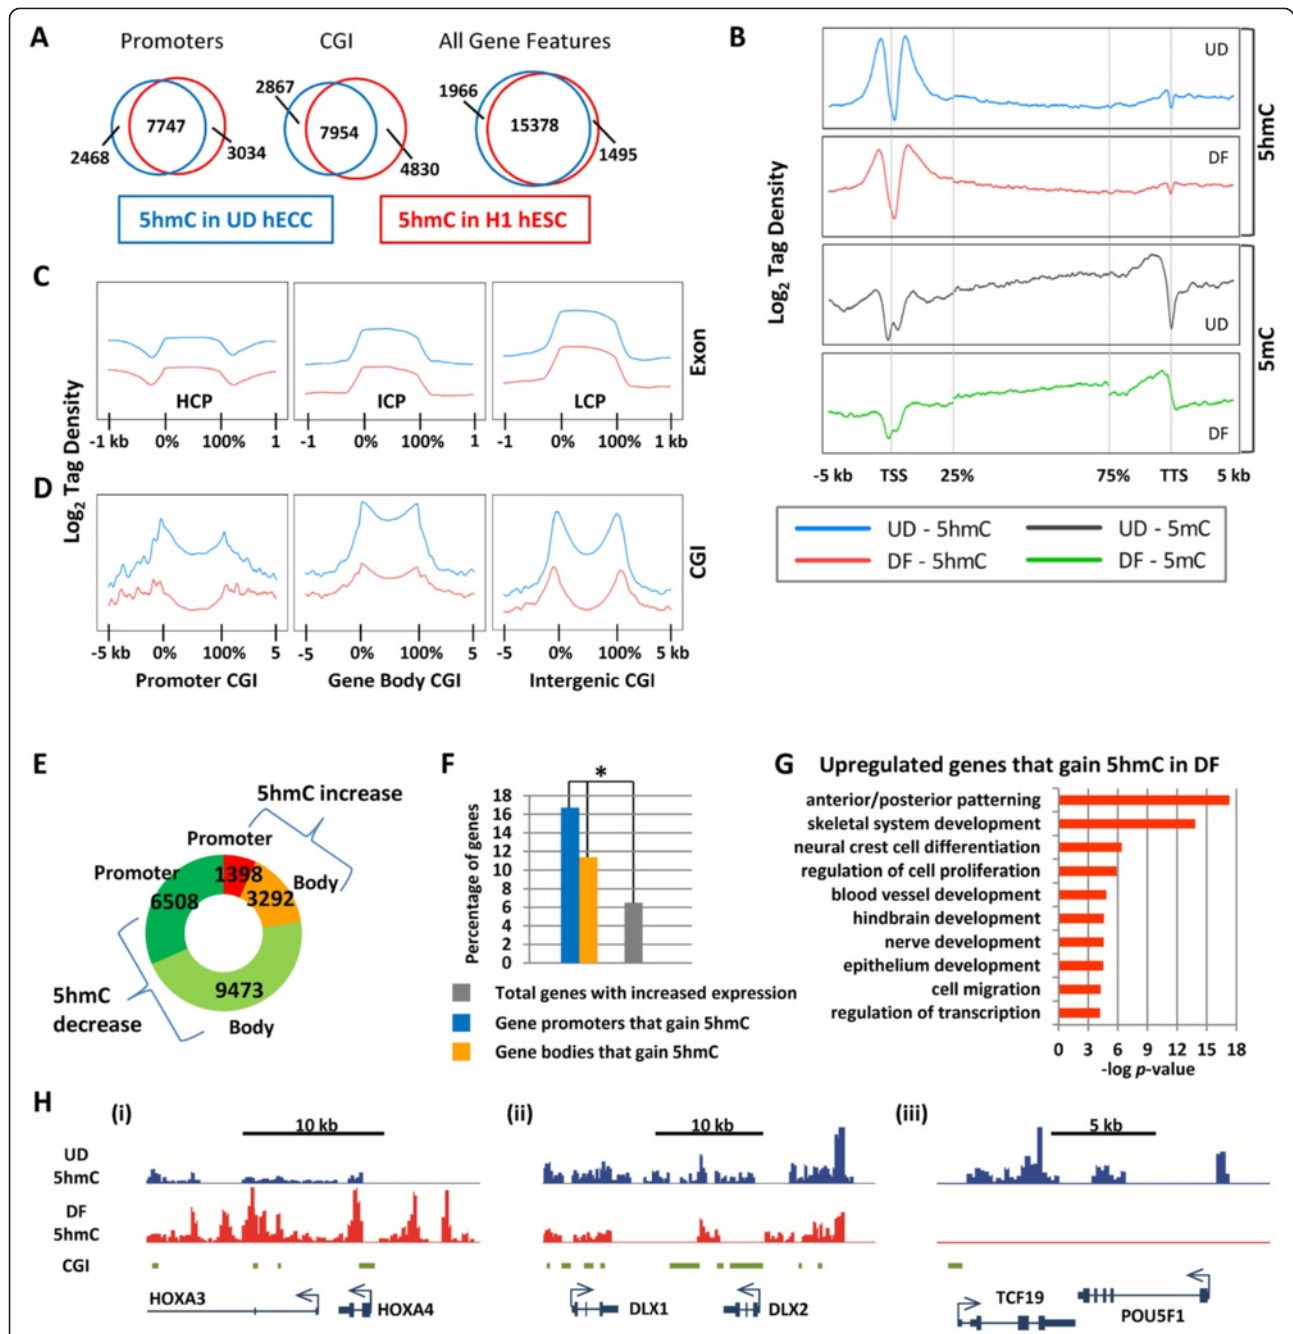 A
Promoters
CGI
All Gene Features
2468
7747
3034
2867
7954
4830
1966
15378
1495
5hmC in UD hECC
5hmC in H1 hESC
B
Log2 Tag Density
UD
DF
5hmC
UD
DF
5mC
-5 kb
TSS
25%
75%
TTS
5 kb
UD - 5hmC
UD - 5mC
DF - 5hmC
DF - 5mC
C
Log2 Tag Density
HCP
ICP
LCP
Exon
-1 kb 0% 100% 1
-1 0% 100% 1
-1 0% 100% 1 kb
D
CGI
-5 kb 0% 100% 5
-5 0% 100% 5
-5 0% 100% 5 kb
Promoter CGI
Gene Body CGI
Intergenic CGI
E
5hmC increase
Promoter
1398
Body
3292
Promoter
6508
9473
Body
5hmC
decrease
F
*
Percentage of genes
18
16
14
12
10
8
6
4
2
0
Total genes with increased expression
Gene promoters that gain 5hmC
Gene bodies that gain 5hmC
G
Upregulated genes that gain 5hmC in DF
anterior/posterior patterning
skeletal system development
neural crest cell differentiation
regulation of cell proliferation
blood vessel development
hindbrain development
nerve development
epithelium development
cell migration
regulation of transcription
0 3 6 9 12 15 18
-log p-value
H
(i)
(ii)
(iii)
10 kb
10 kb
5 kb
UD
5hmC
DF
5hmC
CGI
HOXA3
HOXA4
DLX1
DLX2
TCF19
POU5F1